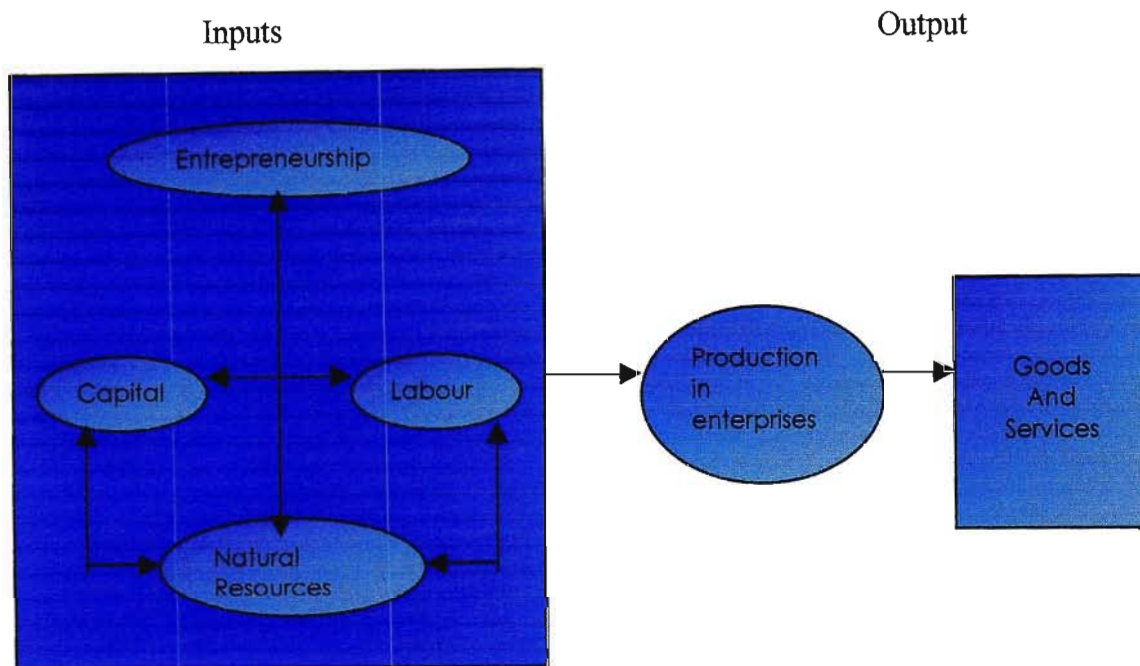 Inputs
Output
Entrepreneurship
Capital
Labour
Natural
Resources
Production
in
enterprises
Goods
And
Services